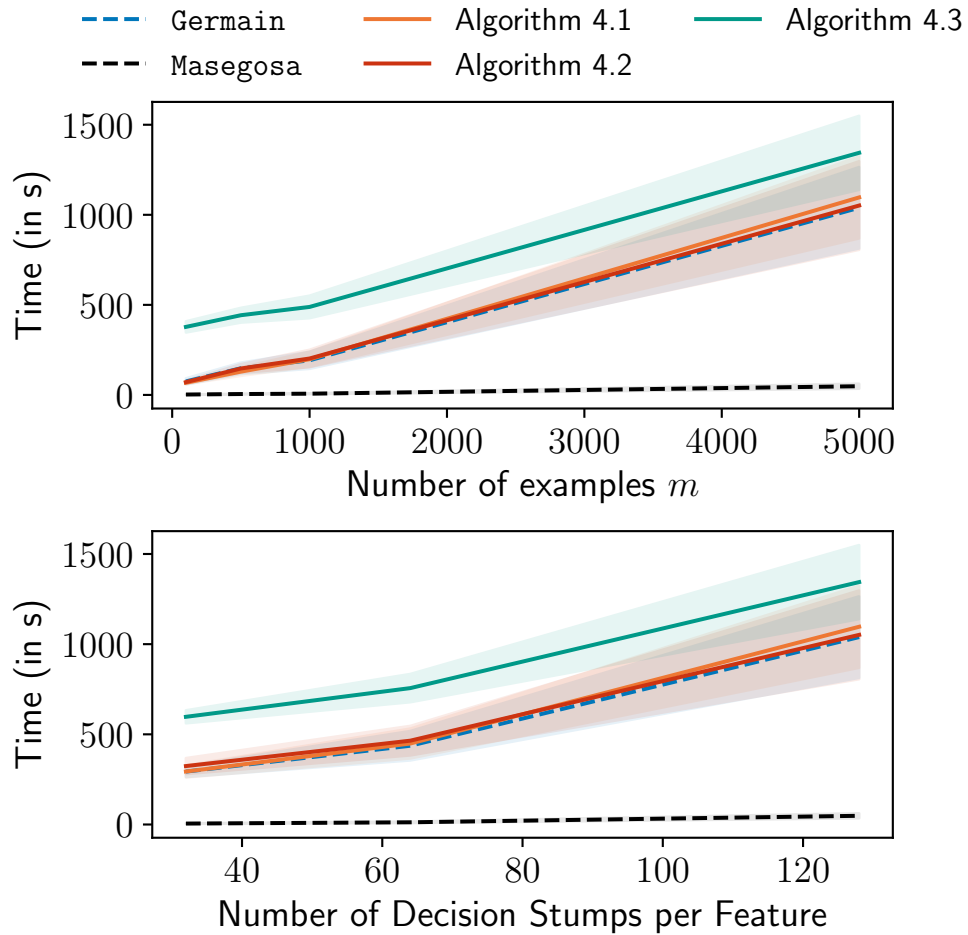 Germain Algorithm 4.1 Algorithm 4.3
Masegosa Algorithm 4.2
1500
1000
500
0
Time (in s)
0 1000 2000 3000 4000 5000
Number of examples m
1500
1000
500
0
Time (in s)
40 60 80 100 120
Number of Decision Stumps per Feature